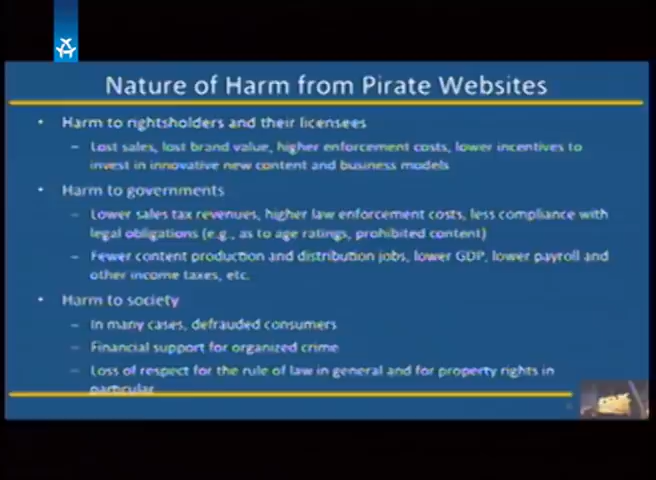 Nature of Harm from Pirate Websites
• Harm to rightsholders and their licensees
– Lost sales, lost brand value, higher enforcement costs, lower incentives to
invest in innovative new content and business models
• Harm to governments
– Lower sales tax revenues, higher law enforcement costs, less compliance with
legal obligations (e.g., as to age ratings, prohibited content)
– Fewer content production and distribution jobs, lower GDP, lower payroll and
other income taxes, etc.
• Harm to society
– In many cases, defrauded consumers
– Financial support for organized crime
– Loss of respect for the rule of law in general and for property rights in
particular